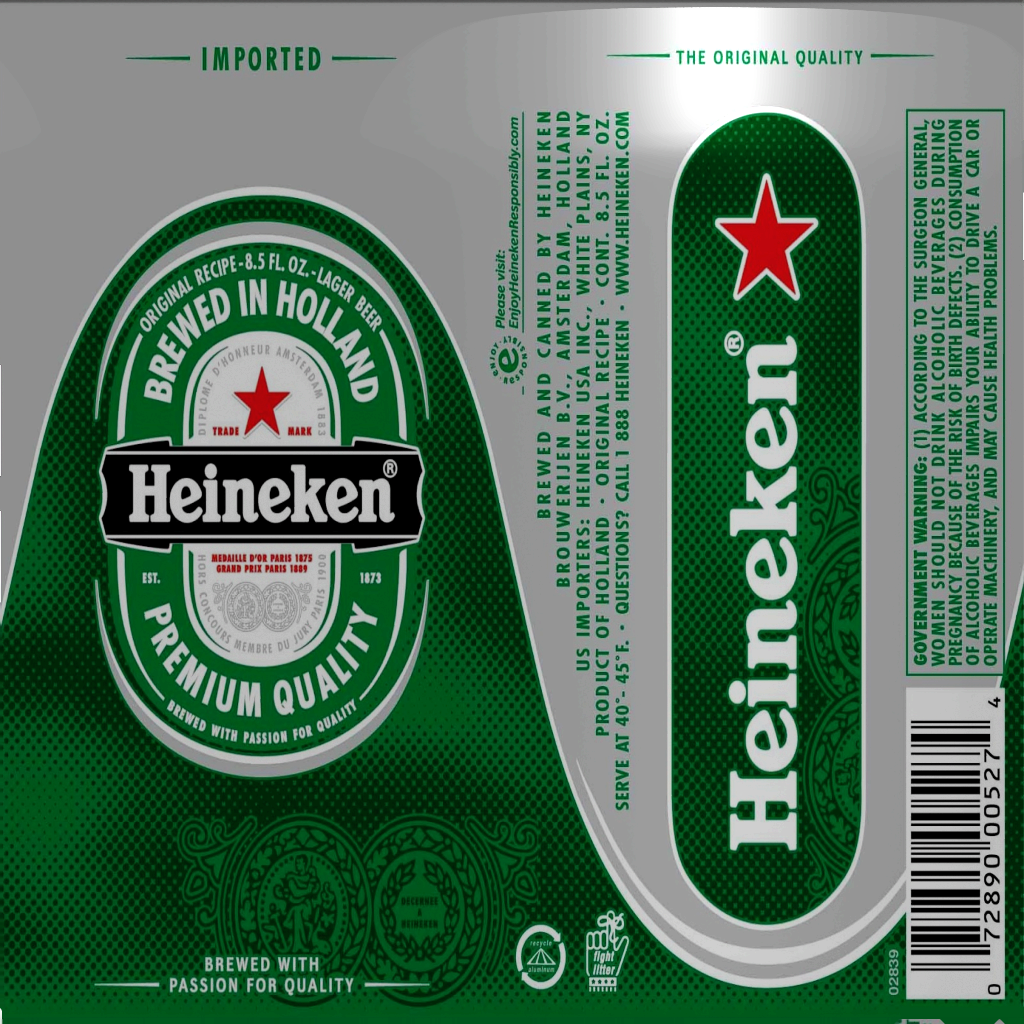 IMPORTED
ORIGINAL RECIPE-8.5 FL. OZ.-LAGER BEER
BREWED IN HOLLAND
DIPLOME D'HONNEUR AMSTERDAM 1883
TRADE MARK
Heineken®
MEDAILLE D'OR PARIS 1875
GRAND PRIX PARIS 1889
HORS CONCOURS MEMBRE DU JURY PARIS 1900
EST. 1873
PREMIUM QUALITY
BREWED WITH PASSION FOR QUALITY
DECERNEE
A
HEINEKEN
BREWED WITH
PASSION FOR QUALITY
Please visit:
EnjoyHeinekenResponsibly.com
BREWED AND CANNED BY HEINEKEN
BROUWERIJEN B.V., AMSTERDAM, HOLLAND
US IMPORTERS: HEINEKEN USA INC., WHITE PLAINS, NY
PRODUCT OF HOLLAND · ORIGINAL RECIPE · CONT. 8.5 FL. OZ.
SERVE AT 40°- 45°F. · QUESTIONS? CALL 1 888 HEINEKEN · WWW.HEINEKEN.COM
recycle
aluminum
fight
litter
THE ORIGINAL QUALITY
Heineken®
GOVERNMENT WARNING: (1) ACCORDING TO THE SURGEON GENERAL,
WOMEN SHOULD NOT DRINK ALCOHOLIC BEVERAGES DURING
PREGNANCY BECAUSE OF THE RISK OF BIRTH DEFECTS. (2) CONSUMPTION
OF ALCOHOLIC BEVERAGES IMPAIRS YOUR ABILITY TO DRIVE A CAR OR
OPERATE MACHINERY, AND MAY CAUSE HEALTH PROBLEMS.
02839
0 72890 00527 4